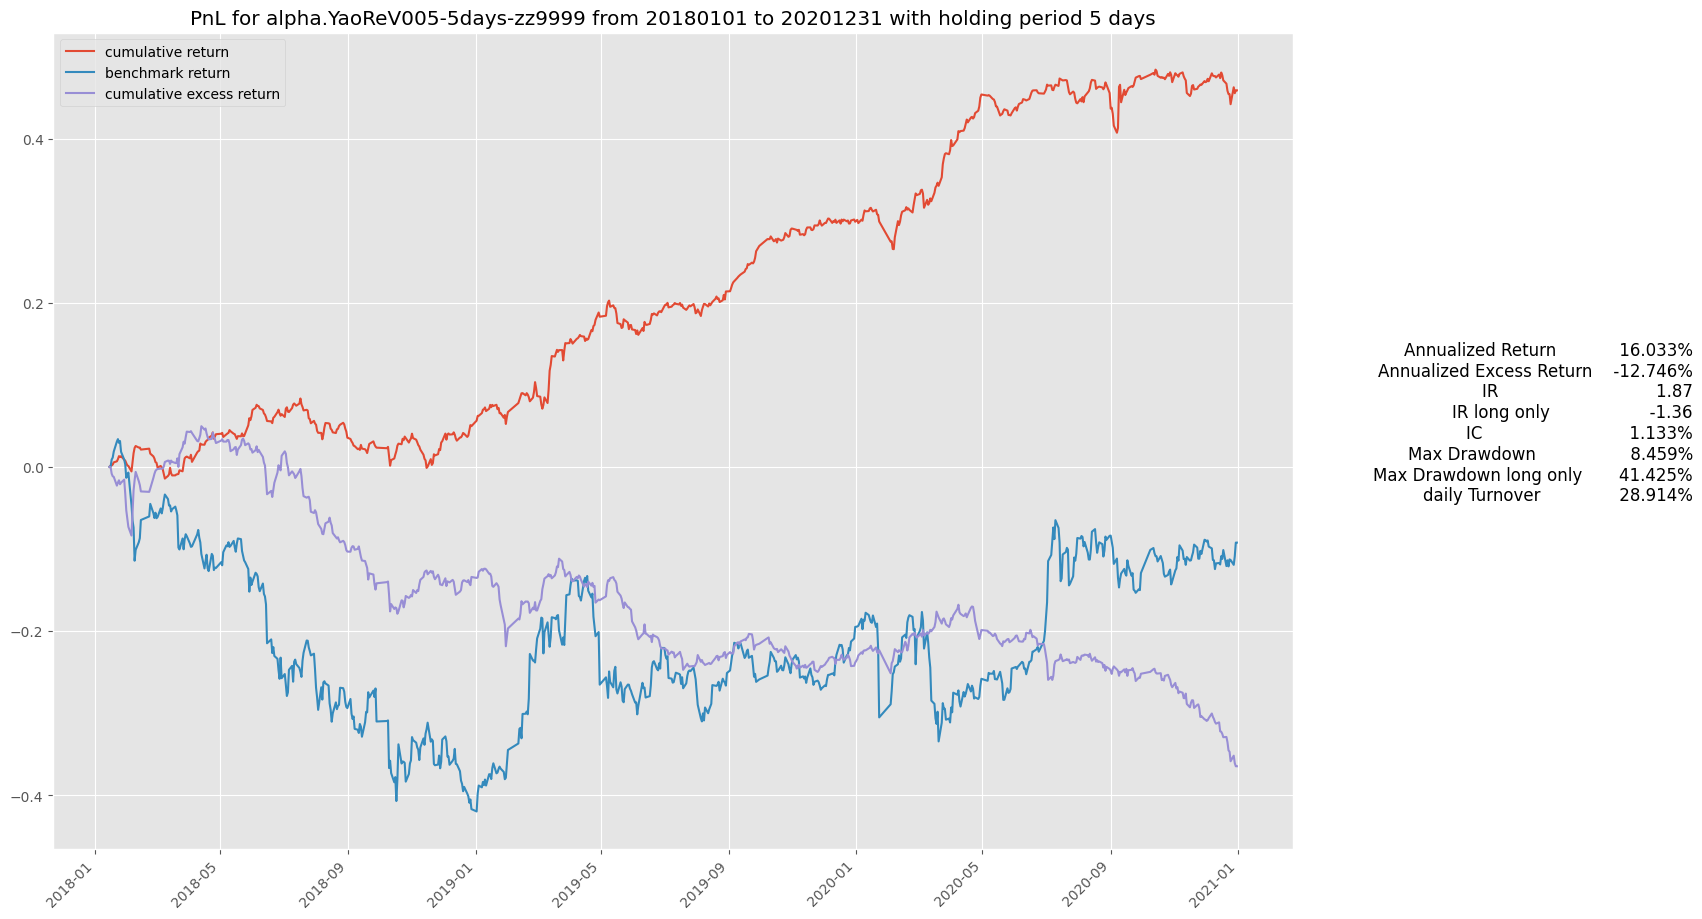 PnL for alpha.YaoReV005-5days-zz9999 from 20180101 to 20201231 with holding period 5 days
cumulative return
benchmark return
cumulative excess return
0.4
0.2
0.0
−0.2
−0.4
2018-01
2018-05
2018-09
2019-01
2019-05
2019-09
2020-01
2020-05
2020-09
2021-01
Annualized Return 16.033%
Annualized Excess Return -12.746%
IR 1.87
IR long only -1.36
IC 1.133%
Max Drawdown 8.459%
Max Drawdown long only 41.425%
daily Turnover 28.914%